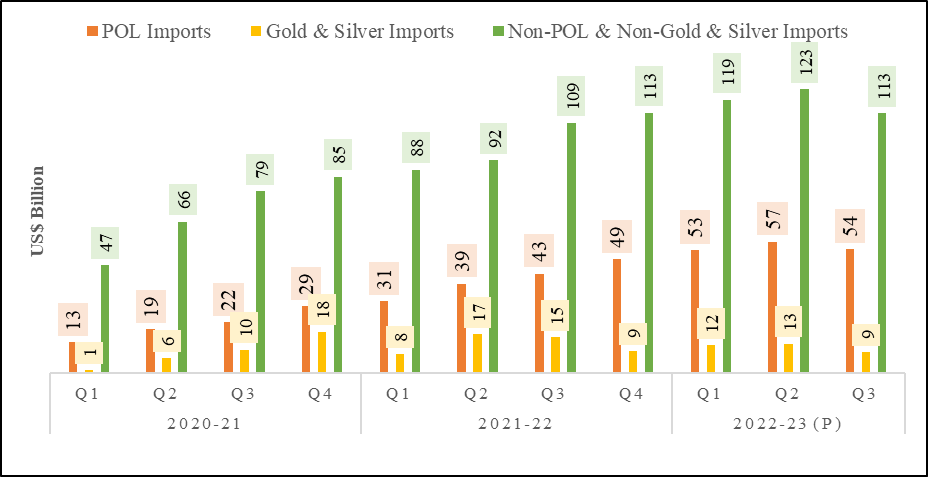 POL Imports Gold & Silver Imports Non-POL & Non-Gold & Silver Imports
US$ Billion
13 1 47 19 6 66 22 10 79 29 18 85 31 8 88 39 17 92 43 15 109 49 9 113 53 12 119 57 13 123 54 9 113
Q1 Q2 Q3 Q4 Q1 Q2 Q3 Q4 Q1 Q2 Q3
2020-21 2021-22 2022-23 (P)